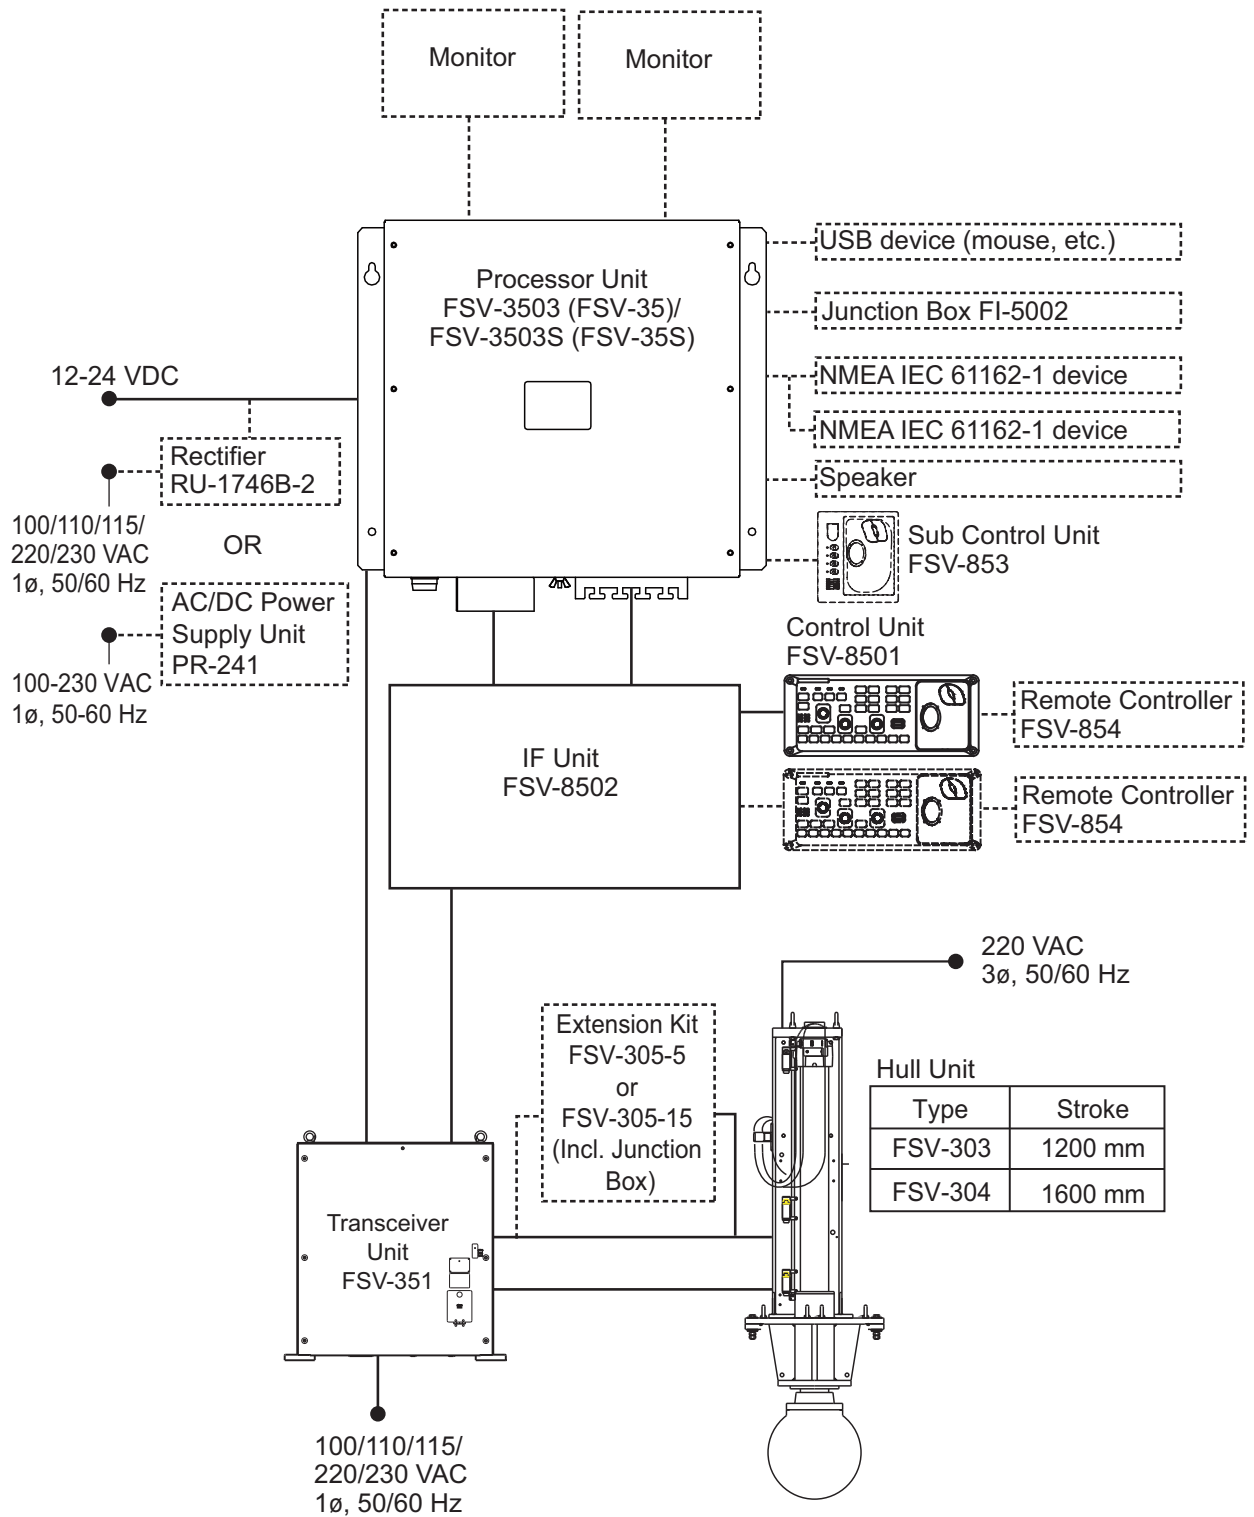 Monitor
Monitor
Processor Unit
FSV-3503 (FSV-35)/
FSV-3503S (FSV-35S)
USB device (mouse, etc.)
Junction Box FI-5002
NMEA IEC 61162-1 device
NMEA IEC 61162-1 device
Speaker
12-24 VDC
Rectifier
RU-1746B-2
100/110/115/
220/230 VAC
1ø, 50/60 Hz
OR
AC/DC Power
Supply Unit
PR-241
100-230 VAC
1ø, 50-60 Hz
Sub Control Unit
FSV-853
Control Unit
FSV-8501
Remote Controller
FSV-854
IF Unit
FSV-8502
Remote Controller
FSV-854
220 VAC
3ø, 50/60 Hz
Extension Kit
FSV-305-5
or
FSV-305-15
(Incl. Junction
Box)
Hull Unit
Type Stroke
FSV-303 1200 mm
FSV-304 1600 mm
Transceiver
Unit
FSV-351
100/110/115/
220/230 VAC
1ø, 50/60 Hz